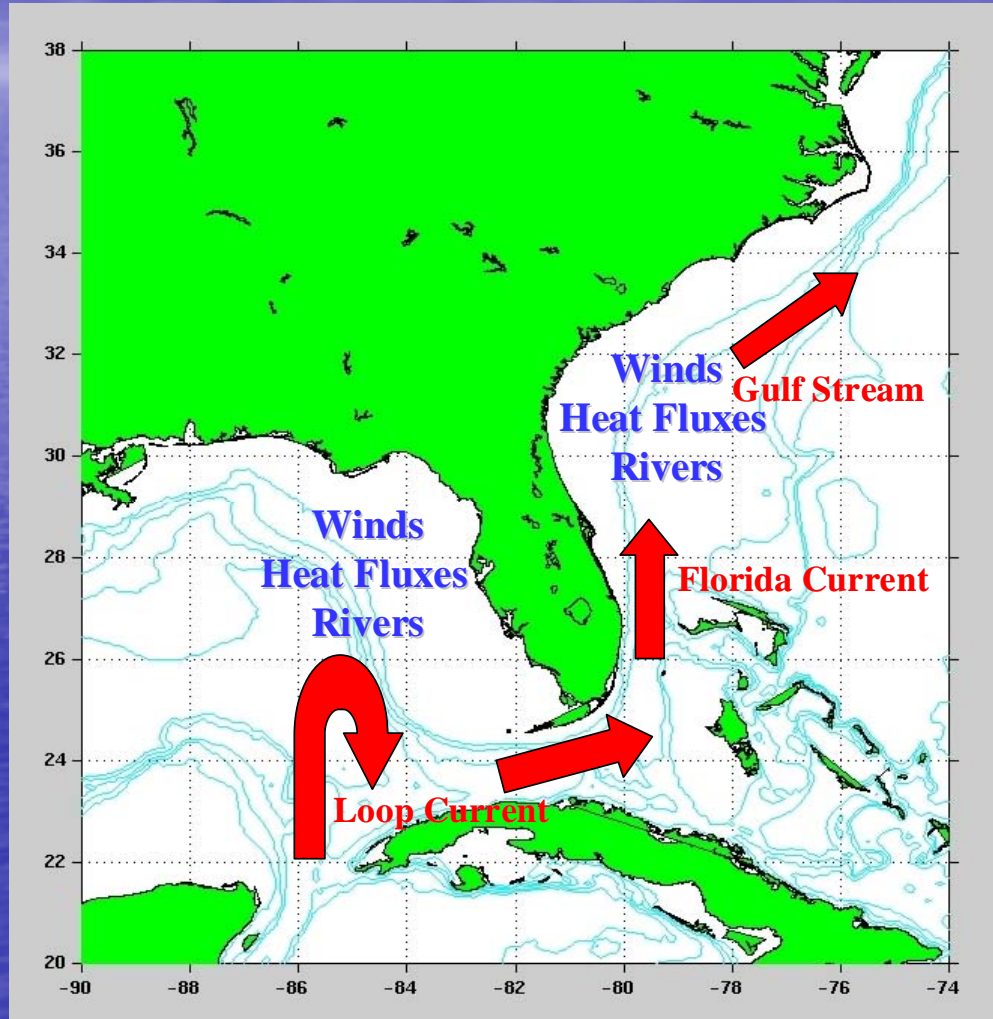 38
36
34
32
30
28
26
24
22
20
Winds
Heat Fluxes
Rivers
Gulf Stream
Winds
Heat Fluxes
Rivers
Florida Current
Loop Current
-90 -88 -86 -84 -82 -80 -78 -76 -74